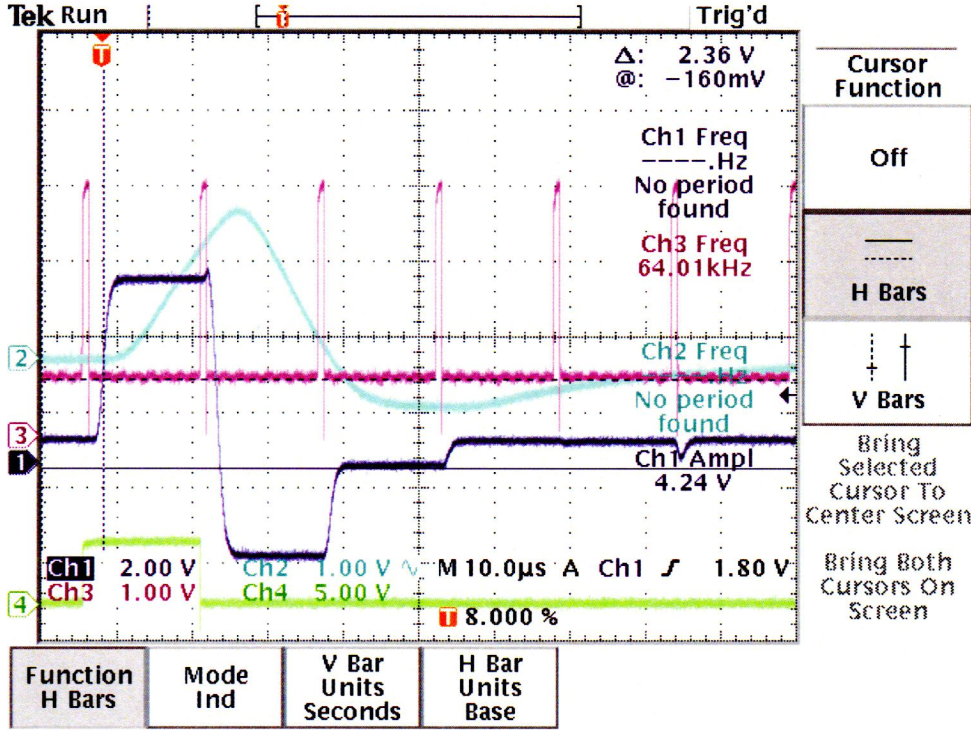 Tek Run Trig'd
T
T
Δ: 2.36 V
@: −160mV
Ch1 Freq
−−−−.Hz
No period
found
Ch3 Freq
64.01kHz
2
Ch2 Freq
Hz
No period
found
3
1
Ch1 Ampl
4.24 V
Ch1 2.00 V Ch2 1.00 V ∿ M 10.0µs A Ch1 ʃ 1.80 V
Ch3 1.00 V Ch4 5.00 V
4
T 8.000 %
Cursor
Function
Off
H Bars
V Bars
Bring
Selected
Cursor To
Center Screen
Bring Both
Cursors On
Screen
Function
H Bars
Mode
Ind
V Bar
Units
Seconds
H Bar
Units
Base